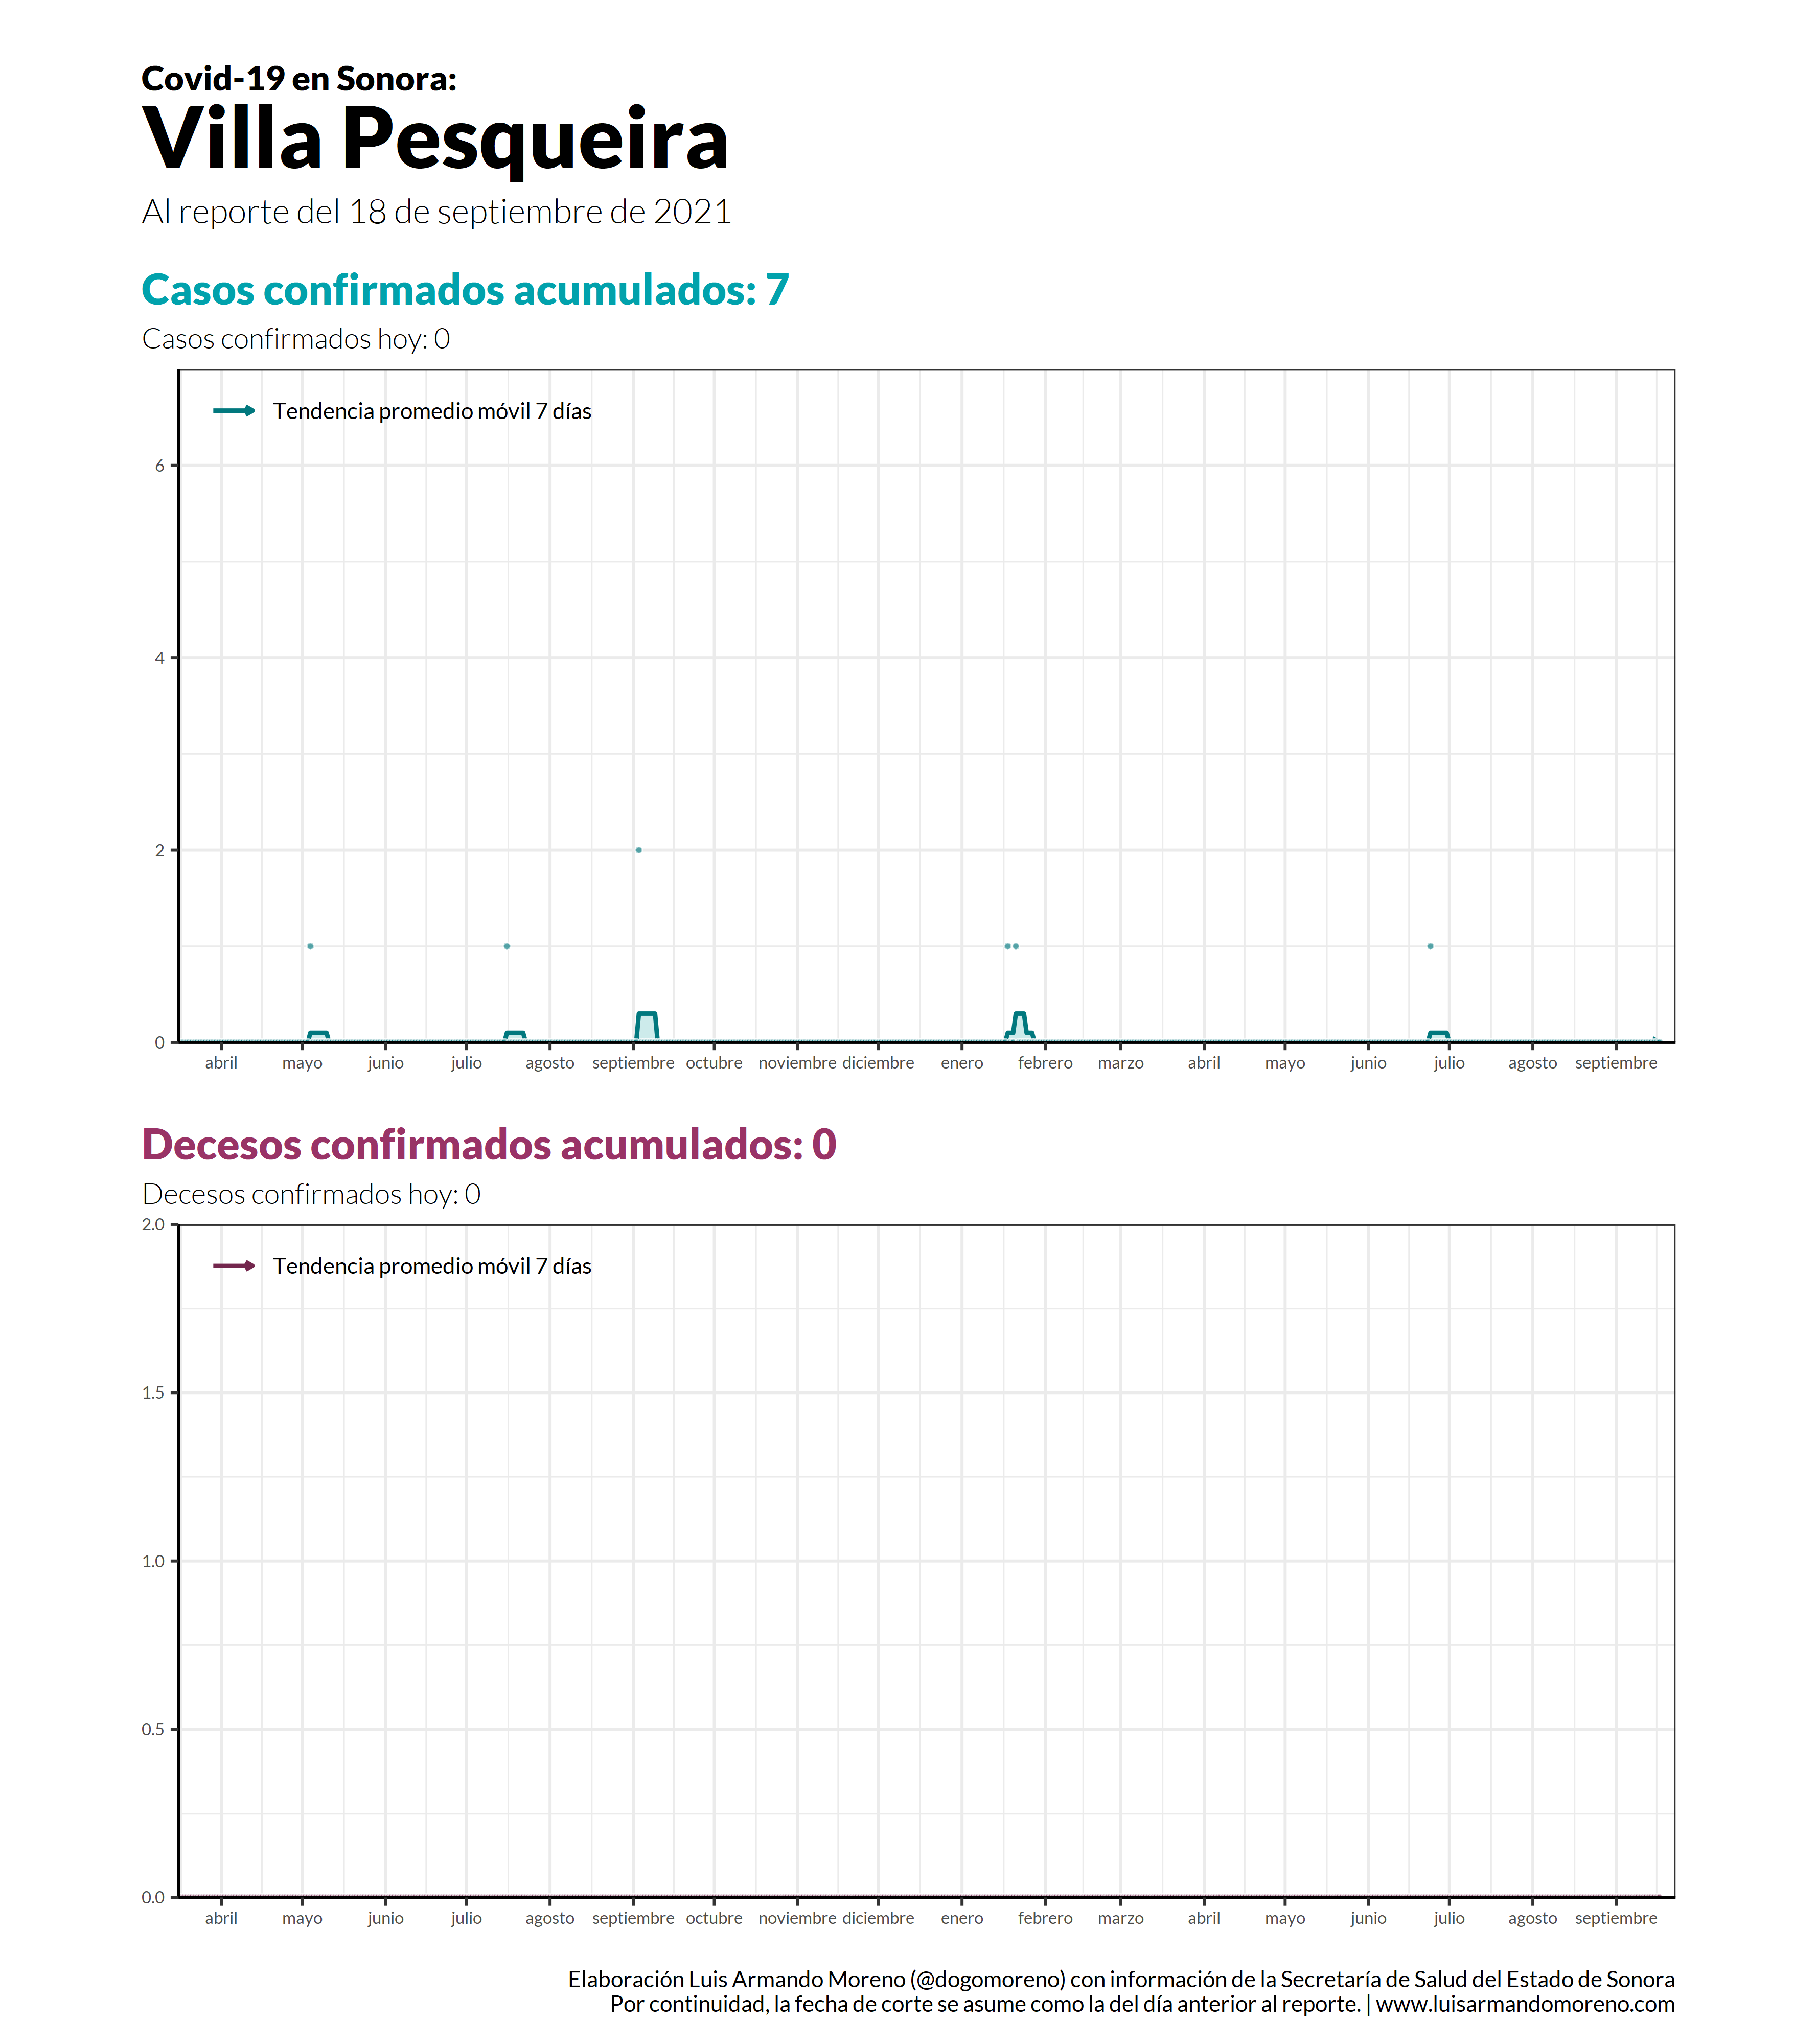 Covid-19 en Sonora:
Villa Pesqueira
Al reporte del 18 de septiembre de 2021
Casos confirmados acumulados: 7
Casos confirmados hoy: 0
Tendencia promedio móvil 7 días
6
4
2
0
abril mayo junio julio agosto septiembre octubre noviembre diciembre enero febrero marzo abril mayo junio julio agosto septiembre
Decesos confirmados acumulados: 0
Decesos confirmados hoy: 0
2.0
Tendencia promedio móvil 7 días
1.5
1.0
0.5
0.0
abril mayo junio julio agosto septiembre octubre noviembre diciembre enero febrero marzo abril mayo junio julio agosto septiembre
Elaboración Luis Armando Moreno (@dogomoreno) con información de la Secretaría de Salud del Estado de Sonora
Por continuidad, la fecha de corte se asume como la del día anterior al reporte. | www.luisarmandomoreno.com